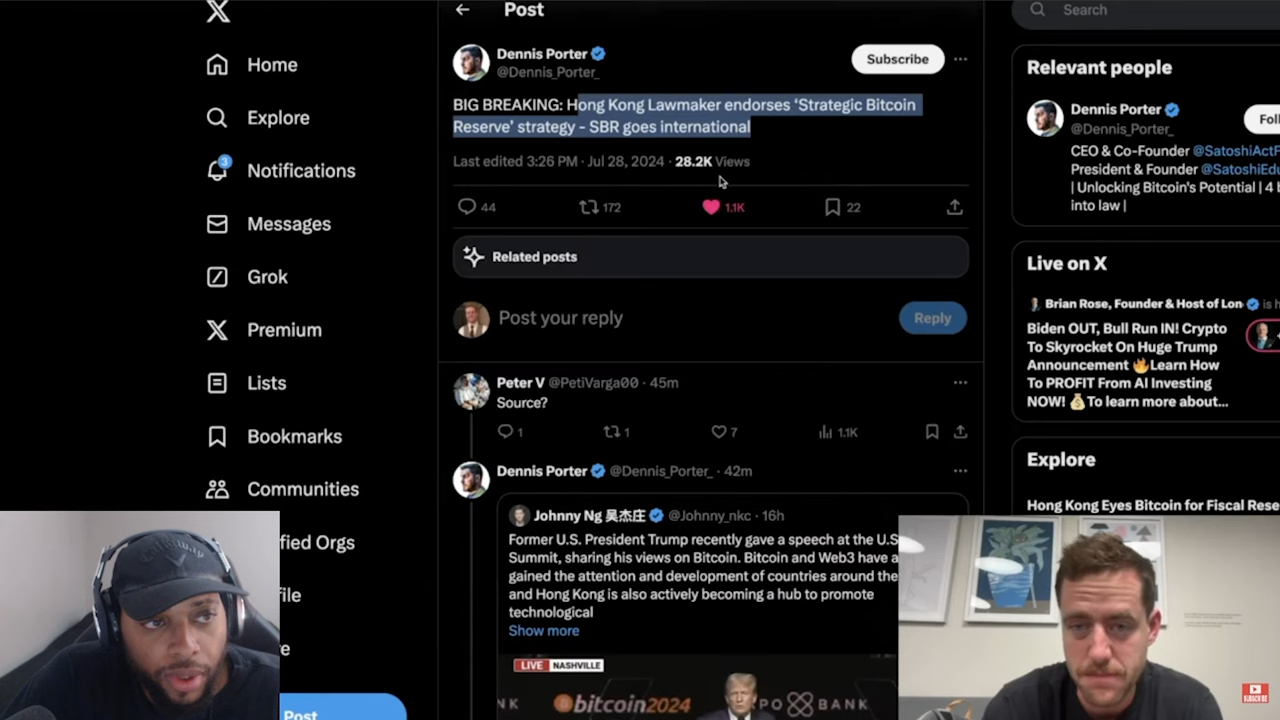 Post
Search
Home
Explore
3
Notifications
Messages
Grok
Premium
Lists
Bookmarks
Communities
fied Orgs
file
re
Post
Dennis Porter
@Dennis_Porter_
Subscribe
BIG BREAKING: Hong Kong Lawmaker endorses ‘Strategic Bitcoin
Reserve’ strategy - SBR goes international
Last edited 3:26 PM · Jul 28, 2024 · 28.2K Views
44 172 1.1K 22
Related posts
Post your reply
Reply
Peter V @PetiVarga00 · 45m
Source?
1 1 7 1.1K
Dennis Porter @Dennis_Porter_ · 42m
Johnny Ng 吴杰庄 @Johnny_nkc · 16h
Former U.S. President Trump recently gave a speech at the U.S
Summit, sharing his views on Bitcoin. Bitcoin and Web3 have a
gained the attention and development of countries around the
and Hong Kong is also actively becoming a hub to promote
technological
Show more
LIVE NASHVILLE
NK bitcoin2024 PO BANK
Relevant people
Dennis Porter
@Dennis_Porter_
Foll
CEO & Co-Founder @SatoshiActF
President & Founder @SatoshiEdu
| Unlocking Bitcoin's Potential | 4 b
into law |
Live on X
Brian Rose, Founder & Host of Lon is h
Biden OUT, Bull Run IN! Crypto
To Skyrocket On Huge Trump
Announcement 🔥Learn How
To PROFIT From AI Investing
NOW! 💰To learn more about...
Explore
Hong Kong Eyes Bitcoin for Fiscal Rese
Callaway
SUBSCRIBE